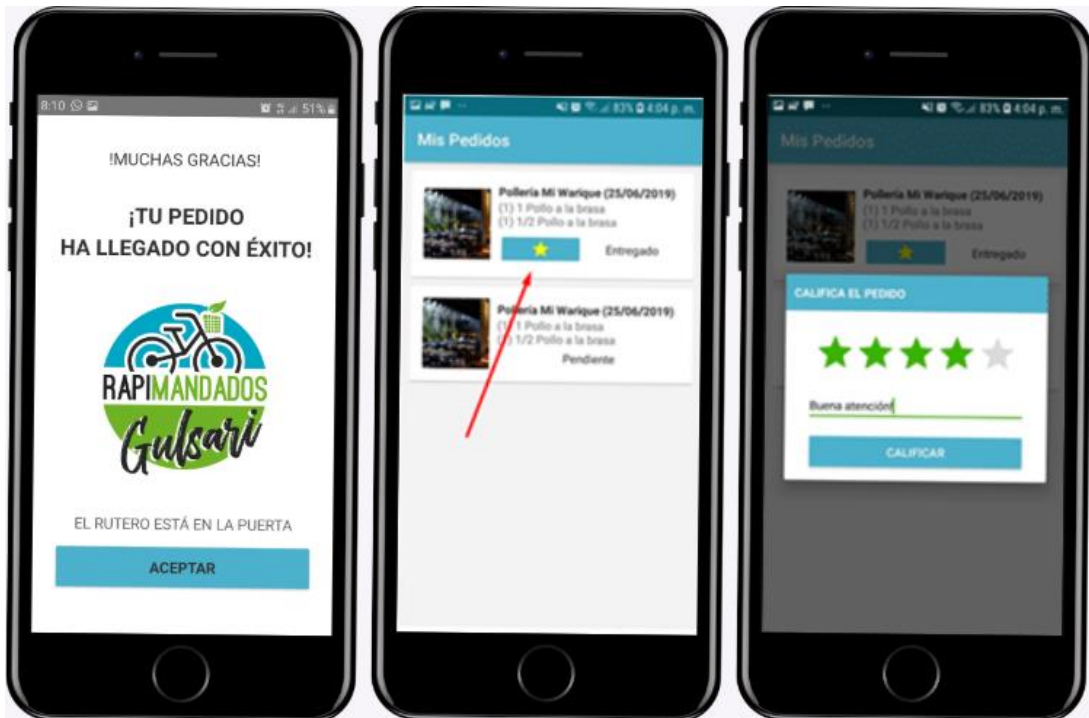 8:10
51%
!MUCHAS GRACIAS!
¡TU PEDIDO
HA LLEGADO CON ÉXITO!
RAPIMANDADOS
Gulsari
EL RUTERO ESTÁ EN LA PUERTA
ACEPTAR
83% 4:04 p. m.
Mis Pedidos
Pollería Mi Warique (25/06/2019)
(1) 1 Pollo a la brasa
(1) 1/2 Pollo a la brasa
Entregado
Pollería Mi Warique (25/06/2019)
(1) 1 Pollo a la brasa
(1) 1/2 Pollo a la brasa
Pendiente
83% 4:04 p. m.
Mis Pedidos
Pollería Mi Warique (25/06/2019)
(1) 1 Pollo a la brasa
(1) 1/2 Pollo a la brasa
Entregado
CALIFICA EL PEDIDO
Buena atención!
CALIFICAR